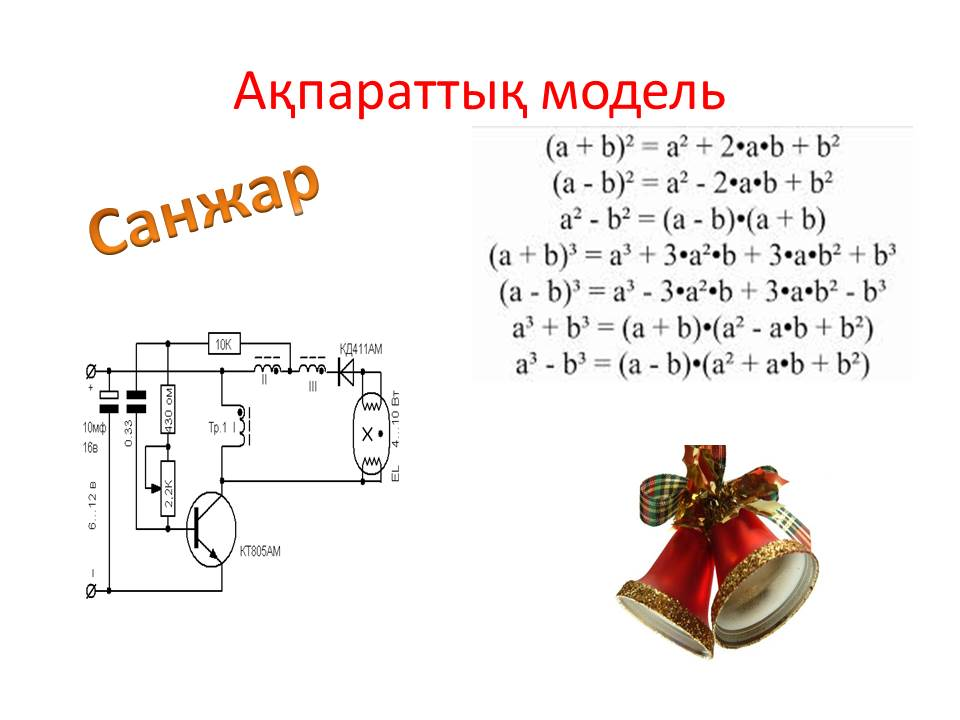 Ақпараттық модель
Санжар
(a + b)² = a² + 2•a•b + b²
(a - b)² = a² - 2•a•b + b²
a² - b² = (a - b)•(a + b)
(a + b)³ = a³ + 3•a²•b + 3•a•b² + b³
(a - b)³ = a³ - 3•a²•b + 3•a•b² - b³
a³ + b³ = (a + b)•(a² - a•b + b²)
a³ - b³ = (a - b)•(a² + a•b + b²)
10К
КД411АМ
II
III
+
10мф
16в
0.33
430 ом
Тр.1 I
EL 4...10 Вт
2.2К
6...12 в
КТ805АМ
–